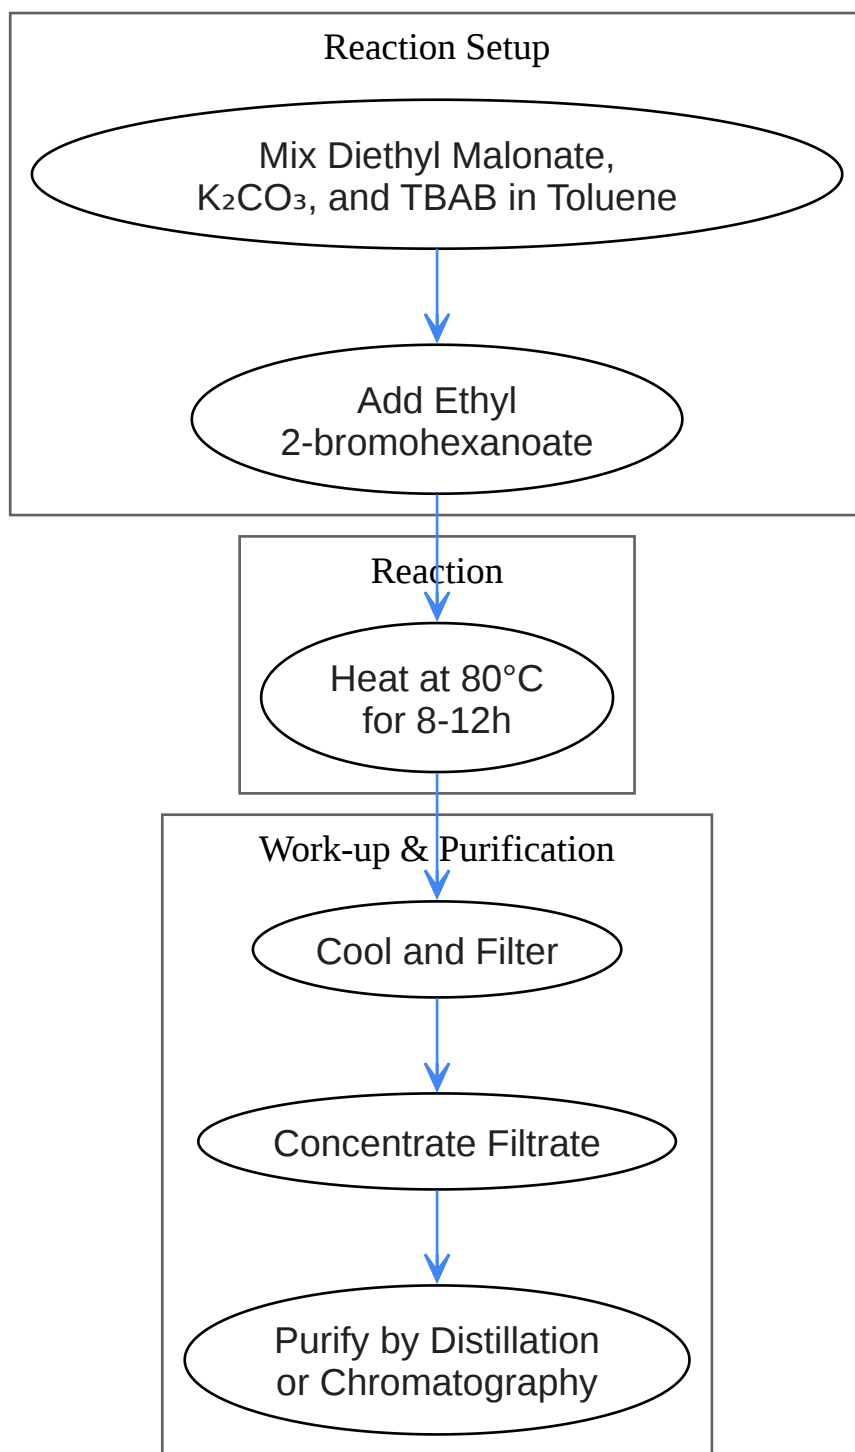 Reaction Setup
Mix Diethyl Malonate,
K₂CO₃, and TBAB in Toluene
Add Ethyl
2-bromohexanoate
Reaction
Heat at 80°C
for 8-12h
Work-up & Purification
Cool and Filter
Concentrate Filtrate
Purify by Distillation
or Chromatography